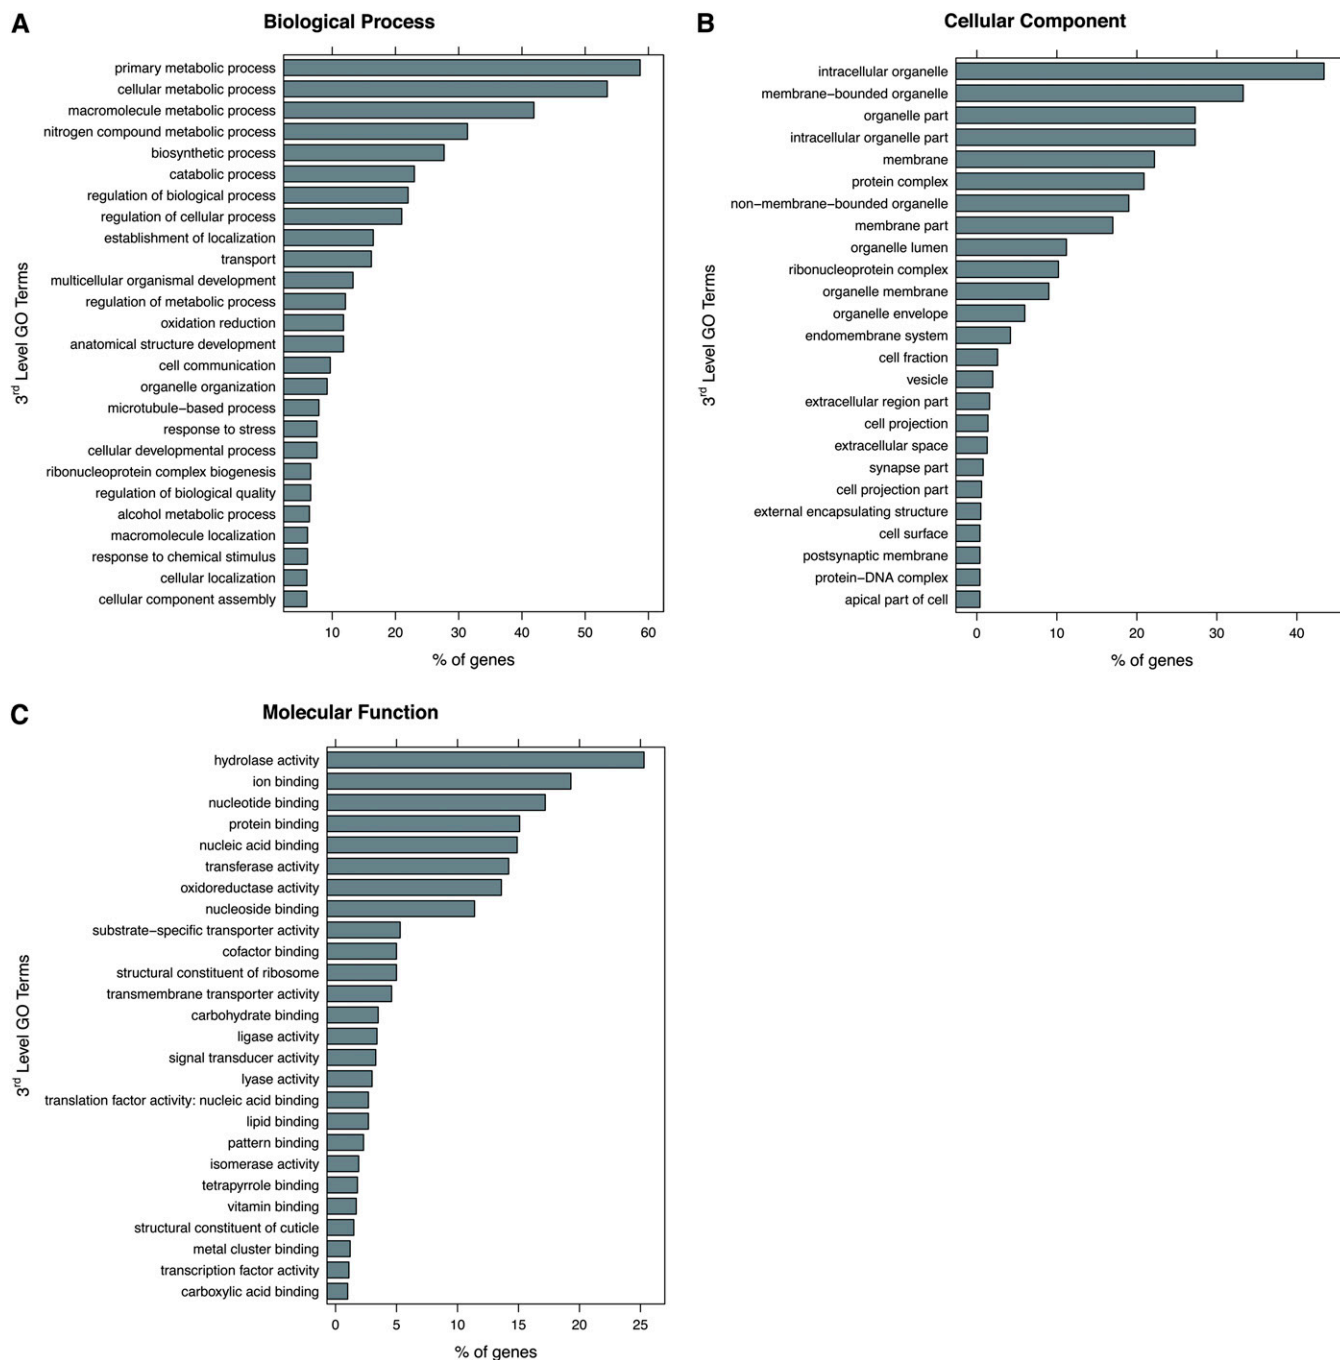 A
Biological Process
3rd Level GO Terms
primary metabolic process
cellular metabolic process
macromolecule metabolic process
nitrogen compound metabolic process
biosynthetic process
catabolic process
regulation of biological process
regulation of cellular process
establishment of localization
transport
multicellular organismal development
regulation of metabolic process
oxidation reduction
anatomical structure development
cell communication
organelle organization
microtubule−based process
response to stress
cellular developmental process
ribonucleoprotein complex biogenesis
regulation of biological quality
alcohol metabolic process
macromolecule localization
response to chemical stimulus
cellular localization
cellular component assembly
10 20 30 40 50 60
% of genes
B
Cellular Component
3rd Level GO Terms
intracellular organelle
membrane−bounded organelle
organelle part
intracellular organelle part
membrane
protein complex
non−membrane−bounded organelle
membrane part
organelle lumen
ribonucleoprotein complex
organelle membrane
organelle envelope
endomembrane system
cell fraction
vesicle
extracellular region part
cell projection
extracellular space
synapse part
cell projection part
external encapsulating structure
cell surface
postsynaptic membrane
protein−DNA complex
apical part of cell
0 10 20 30 40
% of genes
C
Molecular Function
3rd Level GO Terms
hydrolase activity
ion binding
nucleotide binding
protein binding
nucleic acid binding
transferase activity
oxidoreductase activity
nucleoside binding
substrate−specific transporter activity
cofactor binding
structural constituent of ribosome
transmembrane transporter activity
carbohydrate binding
ligase activity
signal transducer activity
lyase activity
translation factor activity: nucleic acid binding
lipid binding
pattern binding
isomerase activity
tetrapyrrole binding
vitamin binding
structural constituent of cuticle
metal cluster binding
transcription factor activity
carboxylic acid binding
0 5 10 15 20 25
% of genes